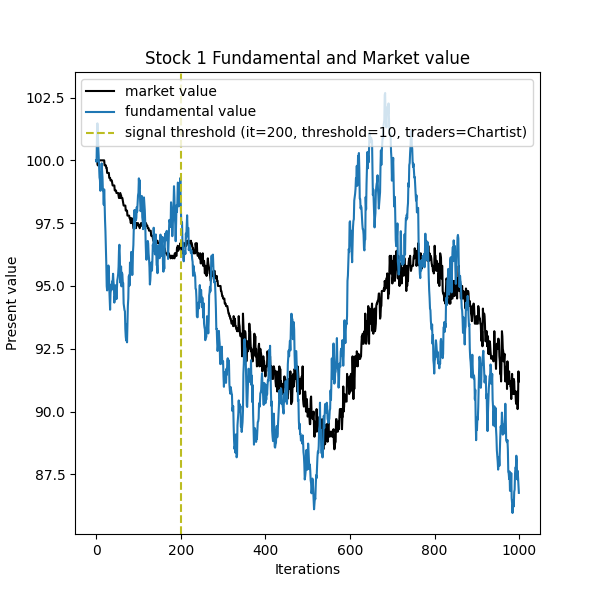 Stock 1 Fundamental and Market value
market value
fundamental value
signal threshold (it=200, threshold=10, traders=Chartist)
102.5
100.0
97.5
95.0
92.5
90.0
87.5
Present value
0 200 400 600 800 1000
Iterations